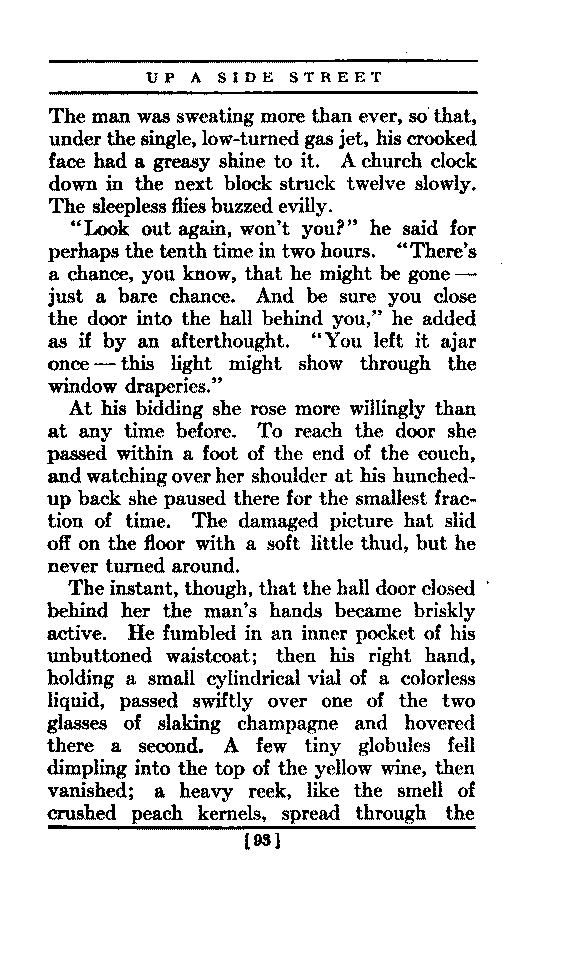 UP A SIDE STREET
The man was sweating more than ever, so that,
under the single, low-turned gas jet, his crooked
face had a greasy shine to it. A church clock
down in the next block struck twelve slowly.
The sleepless flies buzzed evilly.
"Look out again, won't you?" he said for
perhaps the tenth time in two hours. "There's
a chance, you know, that he might be gone —
just a bare chance. And be sure you close
the door into the hall behind you," he added
as if by an afterthought. "You left it ajar
once — this light might show through the
window draperies."
At his bidding she rose more willingly than
at any time before. To reach the door she
passed within a foot of the end of the couch,
and watching over her shoulder at his hunched-
up back she paused there for the smallest frac-
tion of time. The damaged picture hat slid
off on the floor with a soft little thud, but he
never turned around.
The instant, though, that the hall door closed
behind her the man's hands became briskly
active. He fumbled in an inner pocket of his
unbuttoned waistcoat; then his right hand,
holding a small cylindrical vial of a colorless
liquid, passed swiftly over one of the two
glasses of slaking champagne and hovered
there a second. A few tiny globules fell
dimpling into the top of the yellow wine, then
vanished; a heavy reek, like the smell of
crushed peach kernels, spread through the
[93]